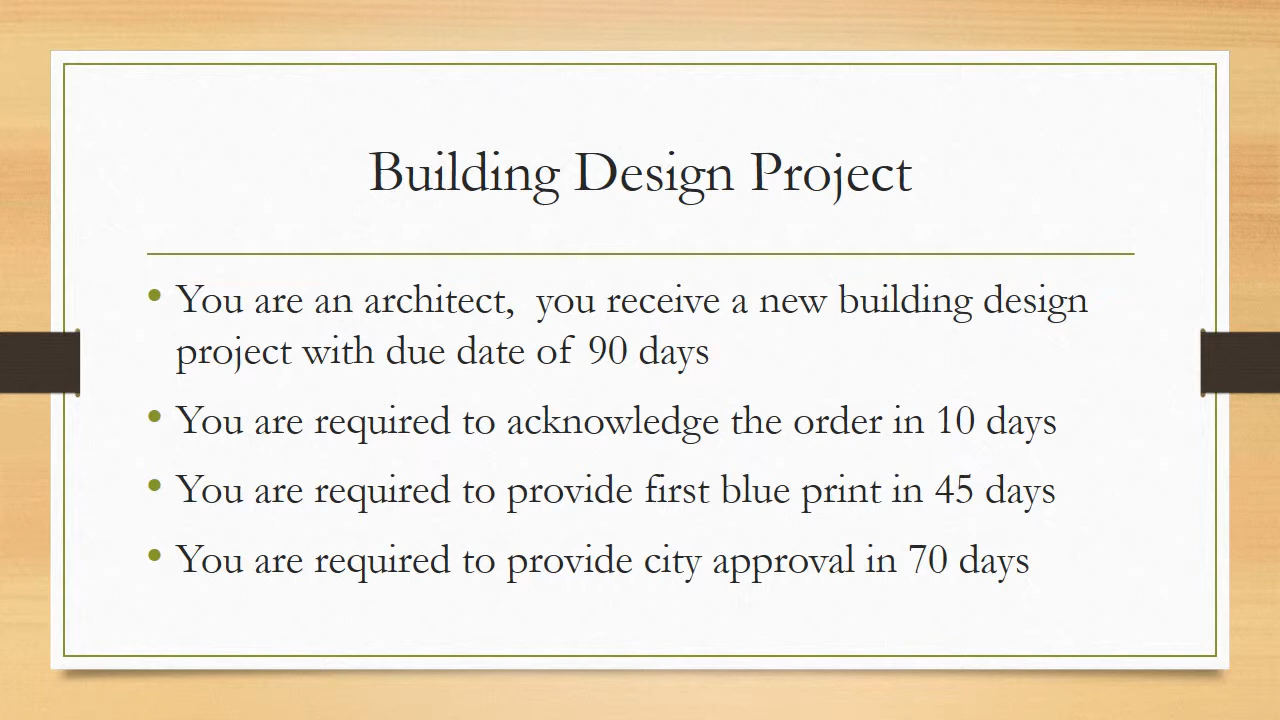 Building Design Project
• You are an architect,  you receive a new building design
project with due date of 90 days
• You are required to acknowledge the order in 10 days
• You are required to provide first blue print in 45 days
• You are required to provide city approval in 70 days